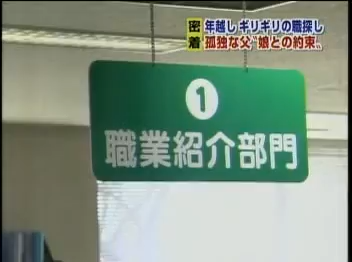 密着
年越し ギリギリの職探し
孤独な父“娘との約束”
1
職業紹介部門